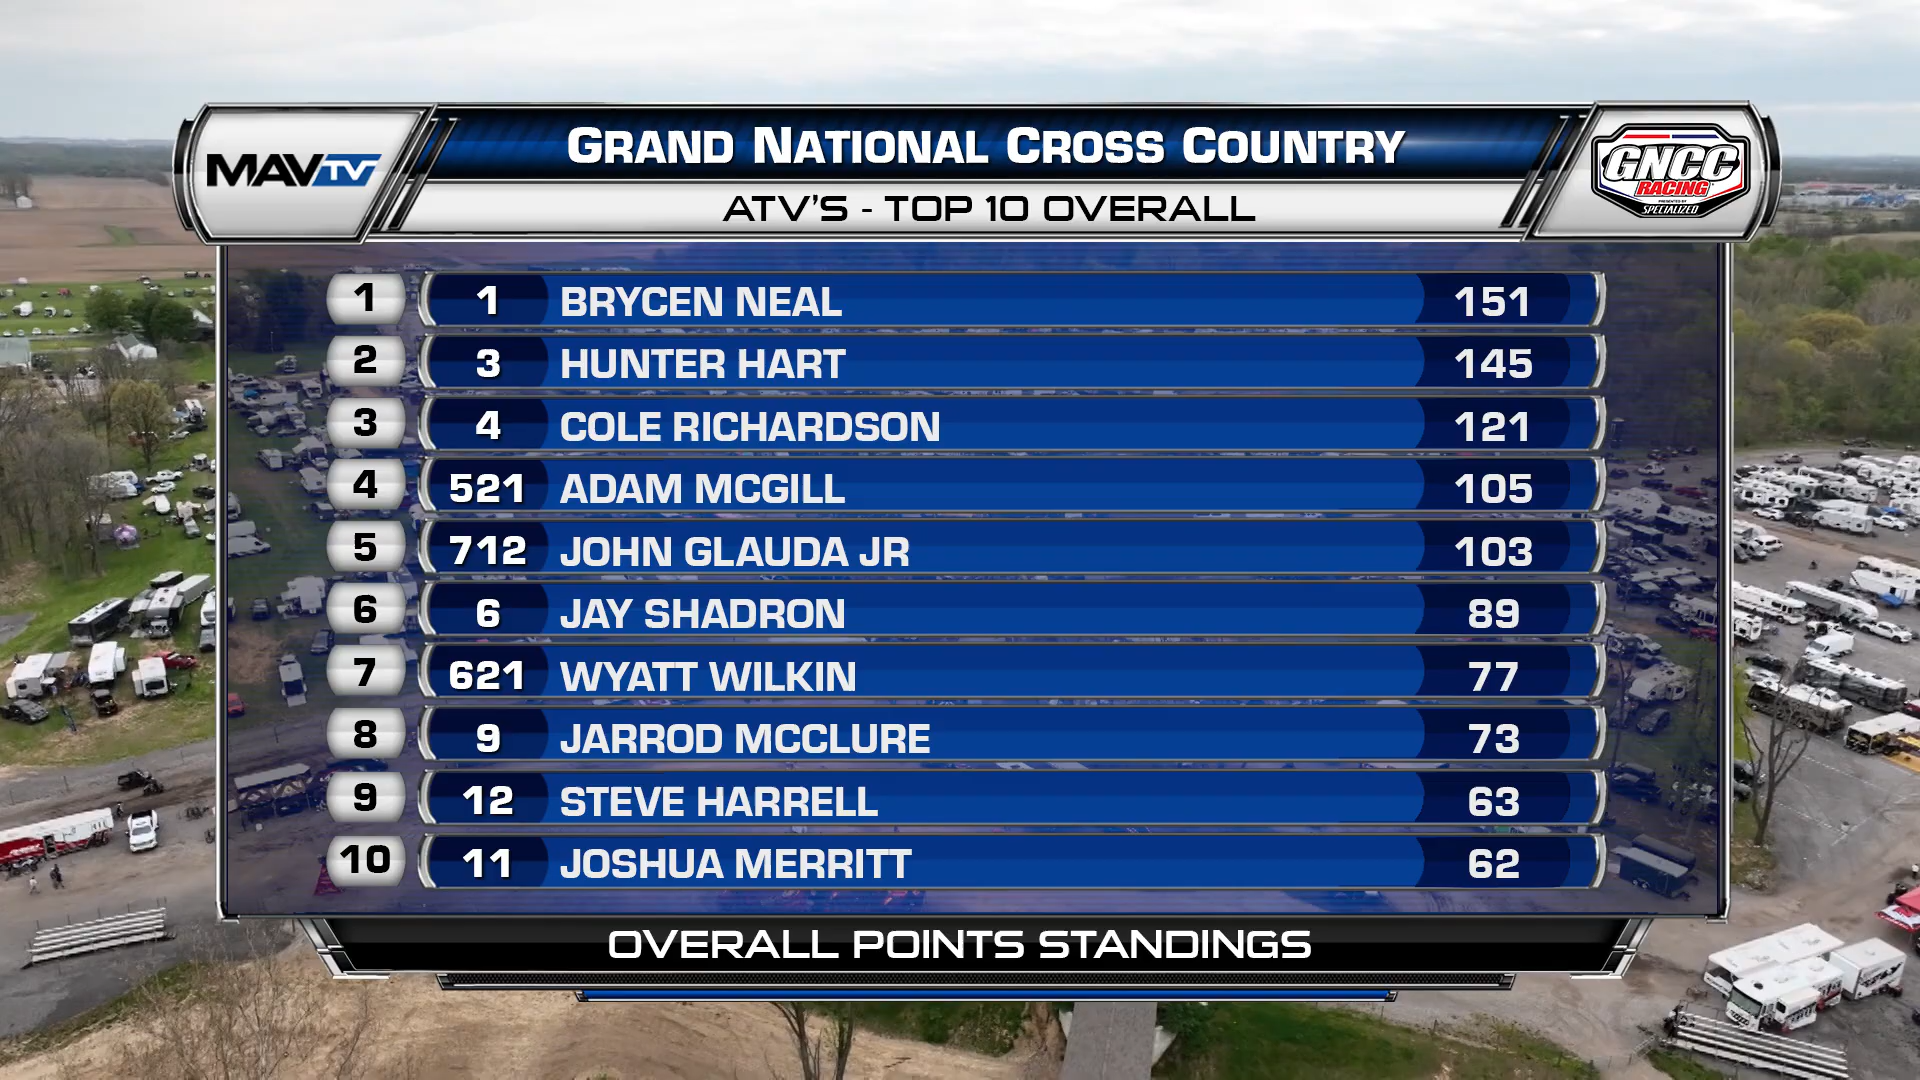 MAVTV
GRAND NATIONAL CROSS COUNTRY
GNCC
RACING
PRESENTED BY
SPECIALIZED
ATV'S - TOP 10 OVERALL
1 1 BRYCEN NEAL 151
2 3 HUNTER HART 145
3 4 COLE RICHARDSON 121
4 521 ADAM MCGILL 105
5 712 JOHN GLAUDA JR 103
6 6 JAY SHADRON 89
7 621 WYATT WILKIN 77
8 9 JARROD MCCLURE 73
9 12 STEVE HARRELL 63
10 11 JOSHUA MERRITT 62
OVERALL POINTS STANDINGS